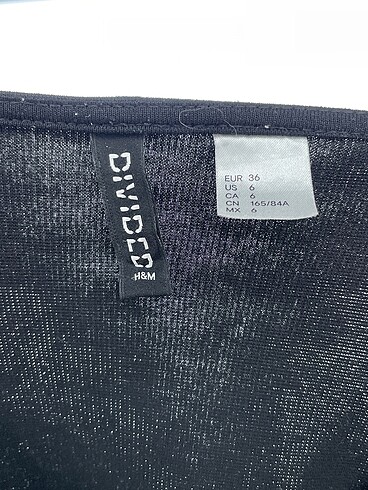 DIVIDED
H&M
EUR 36
US 6
CA 6
CN 165/84A
MX 6